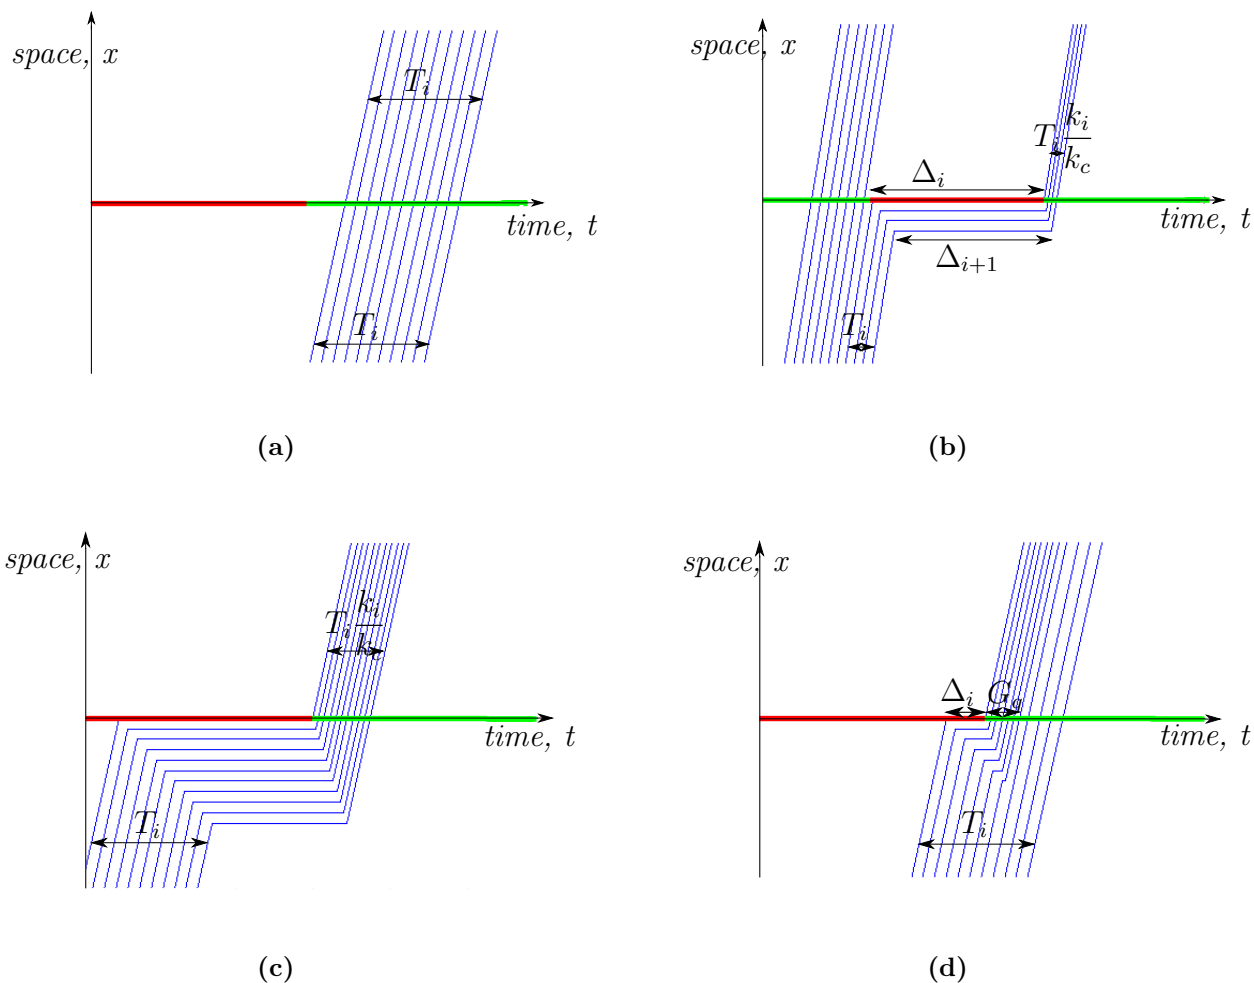 space, x
T_i
time, t
T_i
(a)
space, x
T_i k_i/k_c
Δ_i
time, t
Δ_{i+1}
T_i
(b)
space, x
T_i k_i/k_c
time, t
T_i
(c)
space, x
Δ_i G_q
time, t
T_i
(d)